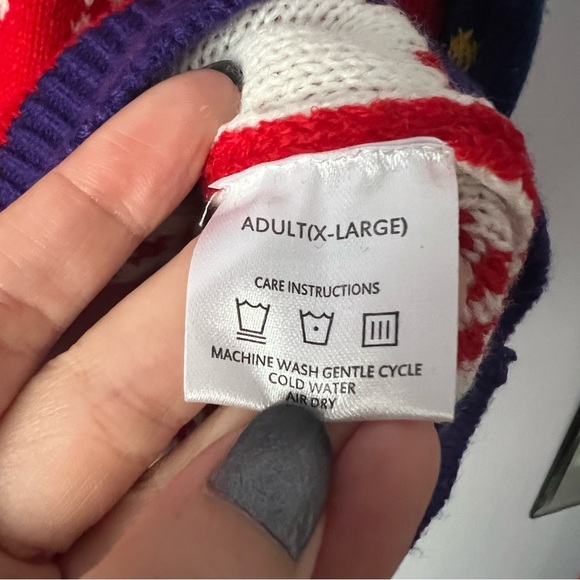 ADULT(X-LARGE)
CARE INSTRUCTIONS
MACHINE WASH GENTLE CYCLE
COLD WATER
AIR DRY